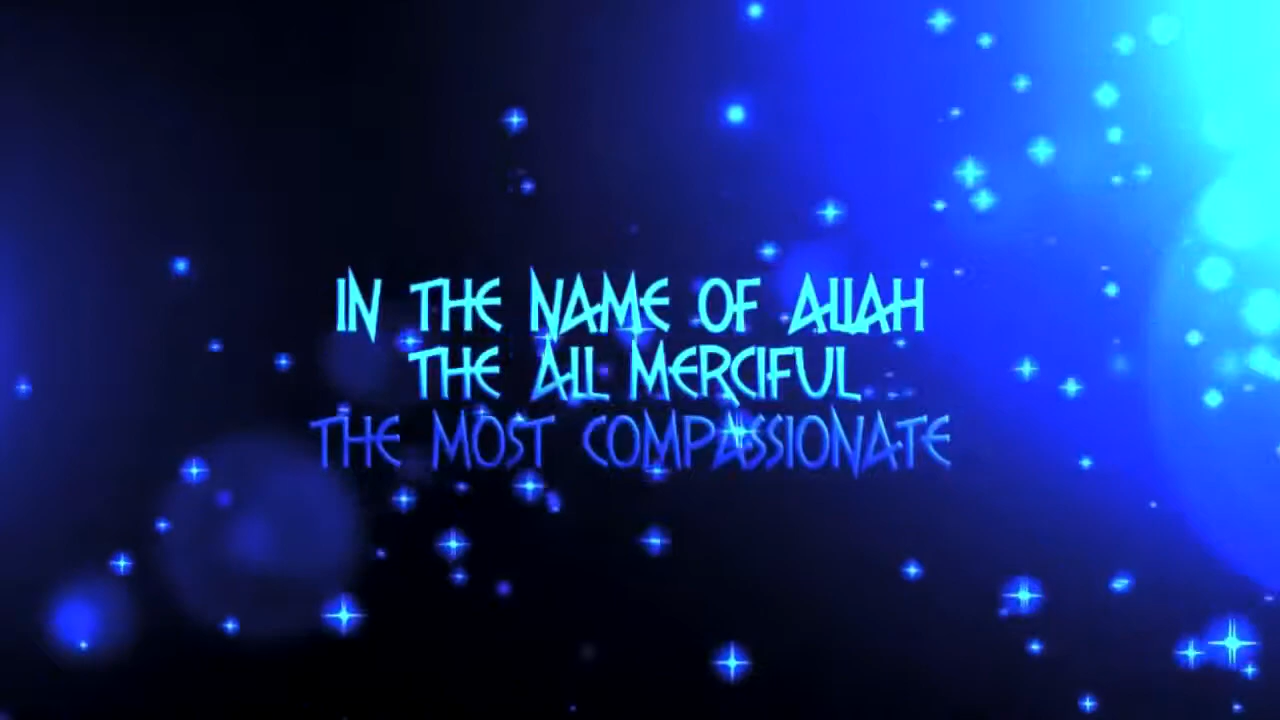 IN THE NAME OF ALLAH
THE ALL MERCIFUL
THE MOST COMPASSIONATE